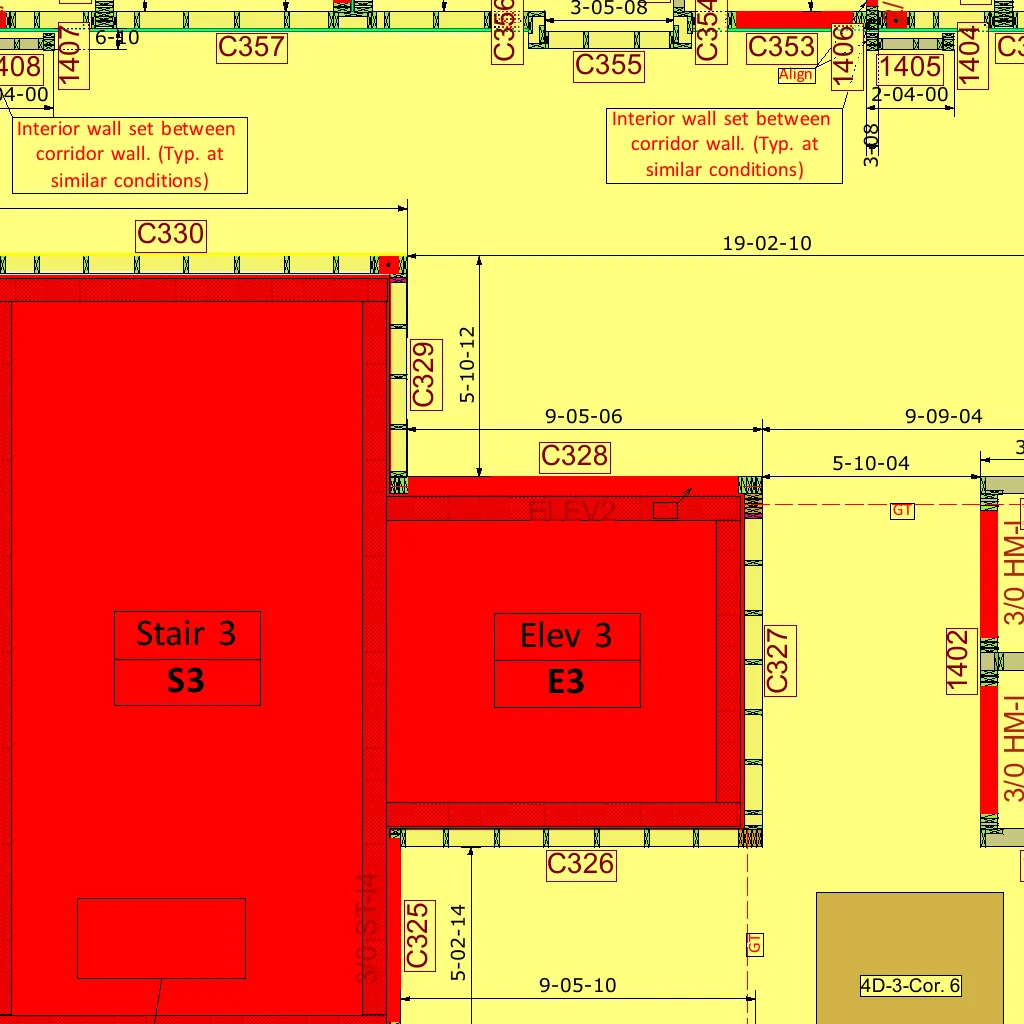 3-05-08
C356
C354
6-10
C357
1407
C355
C353
Align
1406
1405
1404
408
04-00
2-04-00
3-08
Interior wall set between
corridor wall. (Typ. at
similar conditions)
Interior wall set between
corridor wall. (Typ. at
similar conditions)
C330
19-02-10
C329
5-10-12
9-05-06
9-09-04
C328
5-10-04
ELEV2
GT
3/0 HM-I
Stair 3
S3
Elev 3
E3
C327
1402
3/0 HM-I
C326
3/0 ST-I4
C325
5-02-14
GT
9-05-10
4D-3-Cor. 6